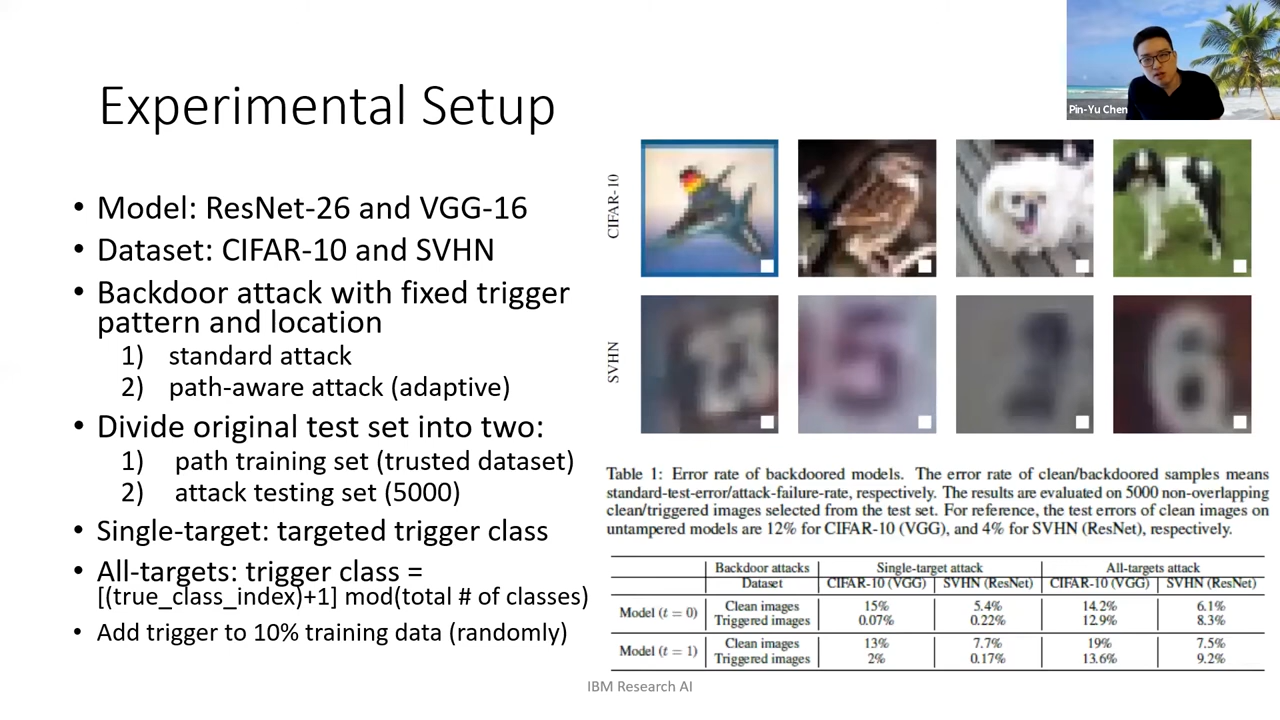 Experimental Setup
Pin-Yu Chen
• Model: ResNet-26 and VGG-16
• Dataset: CIFAR-10 and SVHN
• Backdoor attack with fixed trigger
pattern and location
1) standard attack
2) path-aware attack (adaptive)
• Divide original test set into two:
1) path training set (trusted dataset)
2) attack testing set (5000)
• Single-target: targeted trigger class
• All-targets: trigger class =
[(true_class_index)+1] mod(total # of classes)
• Add trigger to 10% training data (randomly)
CIFAR-10
SVHN
5
6
Table 1: Error rate of backdoored models. The error rate of clean/backdoored samples means
standard-test-error/attack-failure-rate, respectively. The results are evaluated on 5000 non-overlapping
clean/triggered images selected from the test set. For reference, the test errors of clean images on
untampered models are 12% for CIFAR-10 (VGG), and 4% for SVHN (ResNet), respectively.
Backdoor attacks Single-target attack All-targets attack
Dataset CIFAR-10 (VGG) SVHN (ResNet) CIFAR-10 (VGG) SVHN (ResNet)
Model (t = 0) Clean images 15% 5.4% 14.2% 6.1%
Triggered images 0.07% 0.22% 12.9% 8.3%
Model (t = 1) Clean images 13% 7.7% 19% 7.5%
Triggered images 2% 0.17% 13.6% 9.2%
IBM Research AI